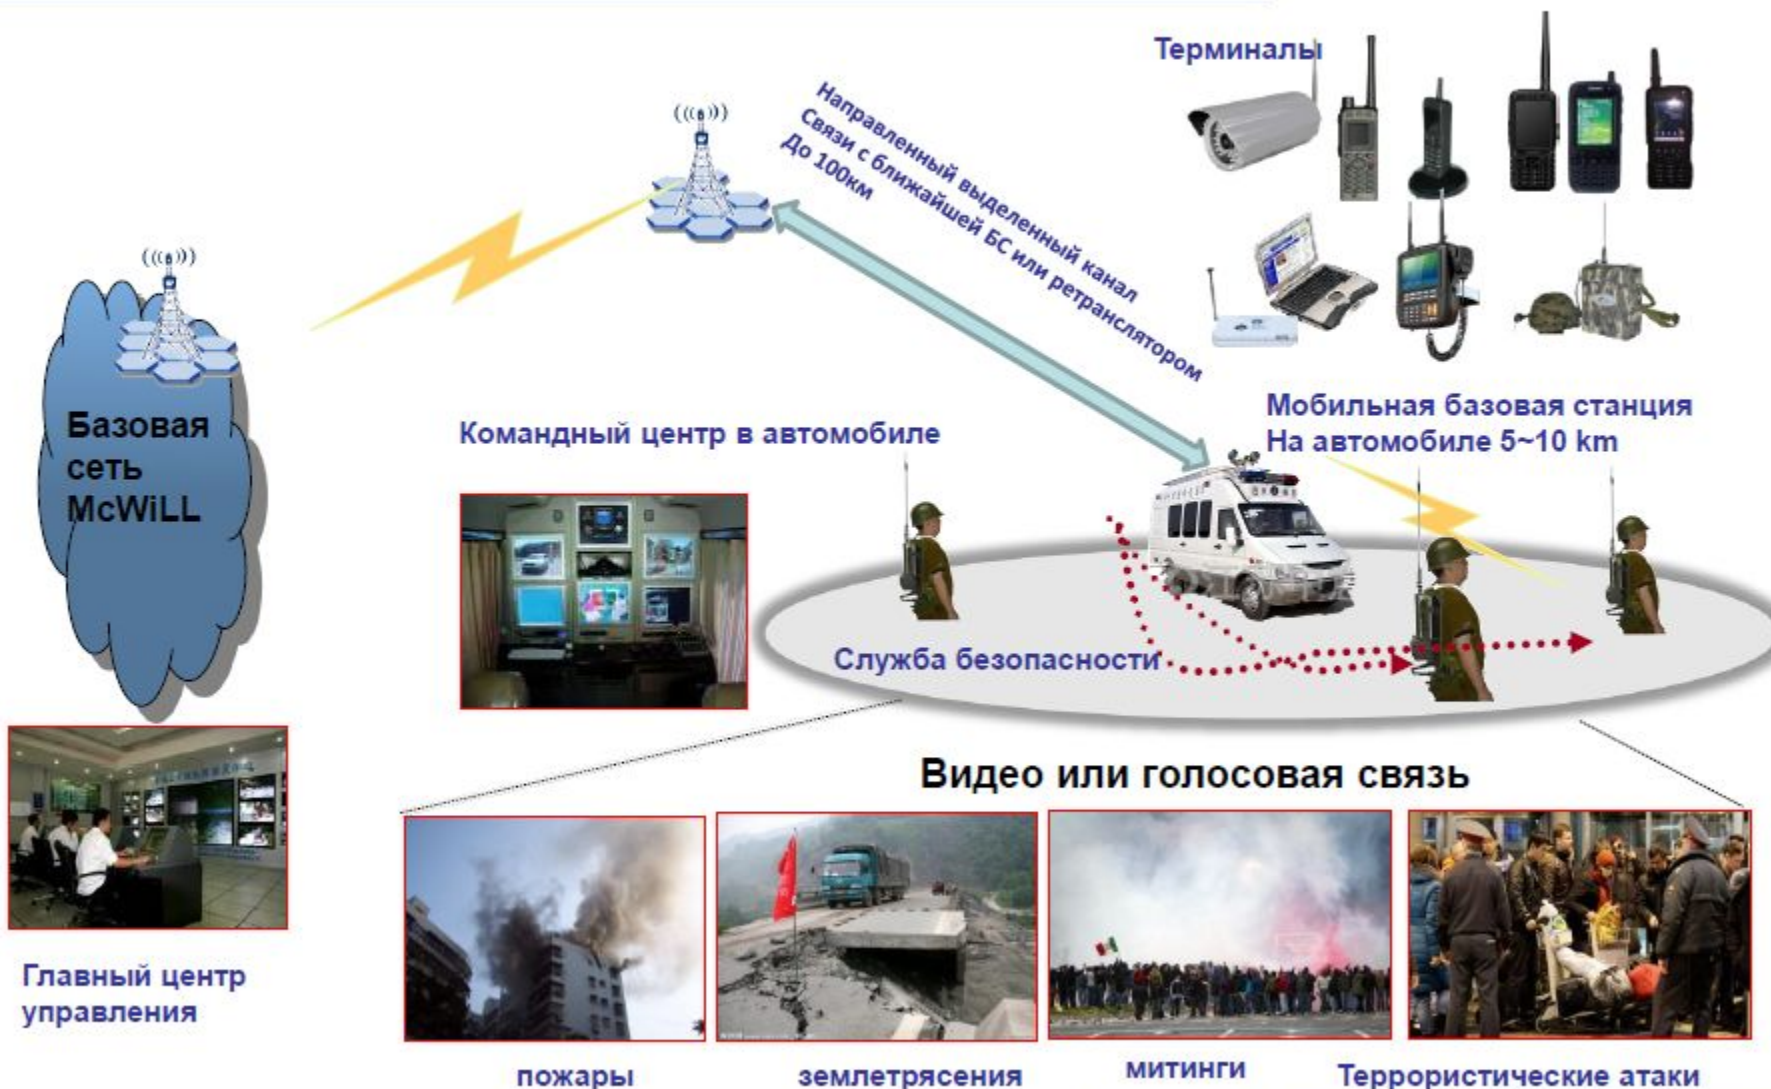 Терминалы
Направленный выделенный канал
Связи с ближайшей БС или ретранслятором
До 100км
Базовая
сеть
McWiLL
Командный центр в автомобиле
Мобильная базовая станция
На автомобиле 5~10 km
Служба безопасности
Видео или голосовая связь
Главный центр
управления
пожары
землетрясения
митинги
Террористические атаки